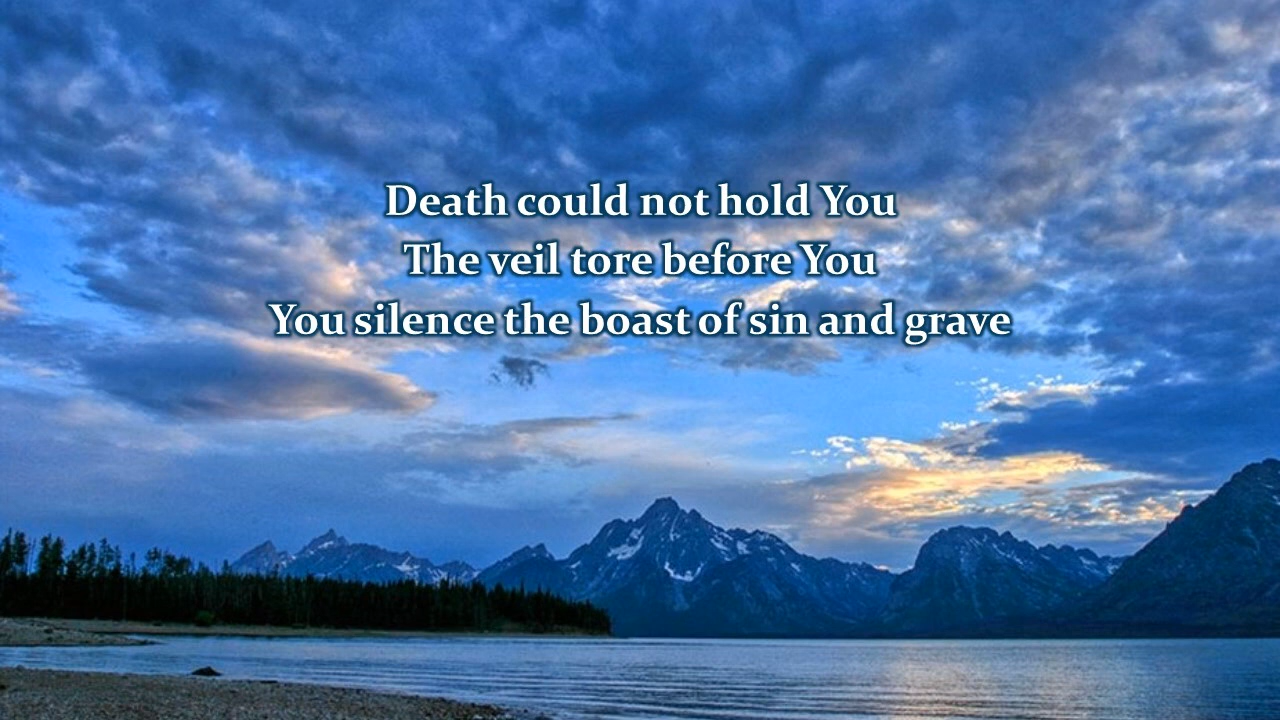 Death could not hold You
The veil tore before You
You silence the boast of sin and grave